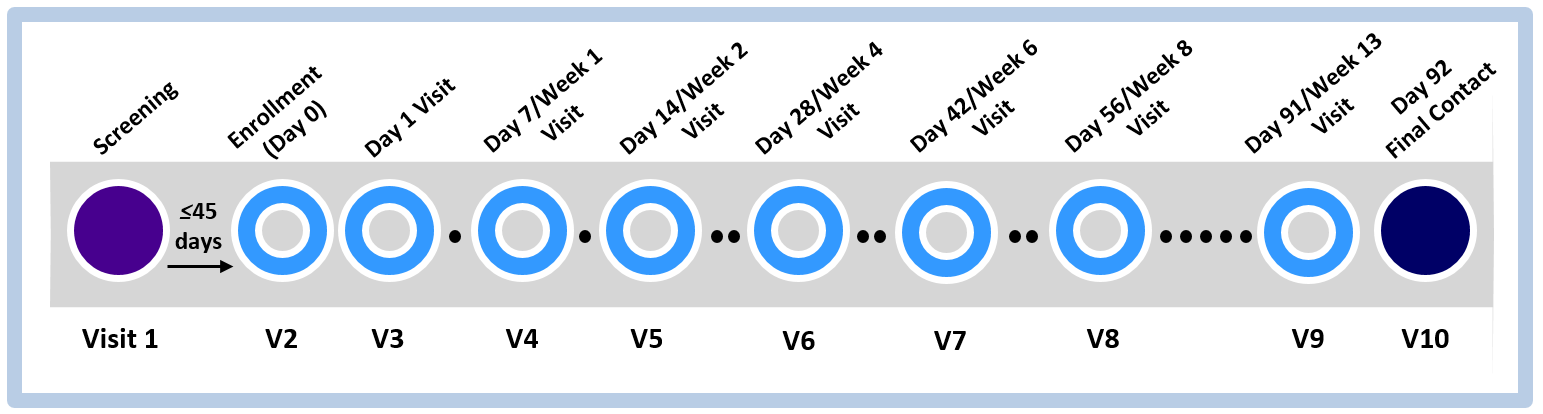 Screening
Enrollment
(Day 0)
Day 1 Visit
Day 7/Week 1
Visit
Day 14/Week 2
Visit
Day 28/Week 4
Visit
Day 42/Week 6
Visit
Day 56/Week 8
Visit
Day 91/Week 13
Visit
Day 92
Final Contact
≤45
days
Visit 1
V2
V3
V4
V5
V6
V7
V8
V9
V10